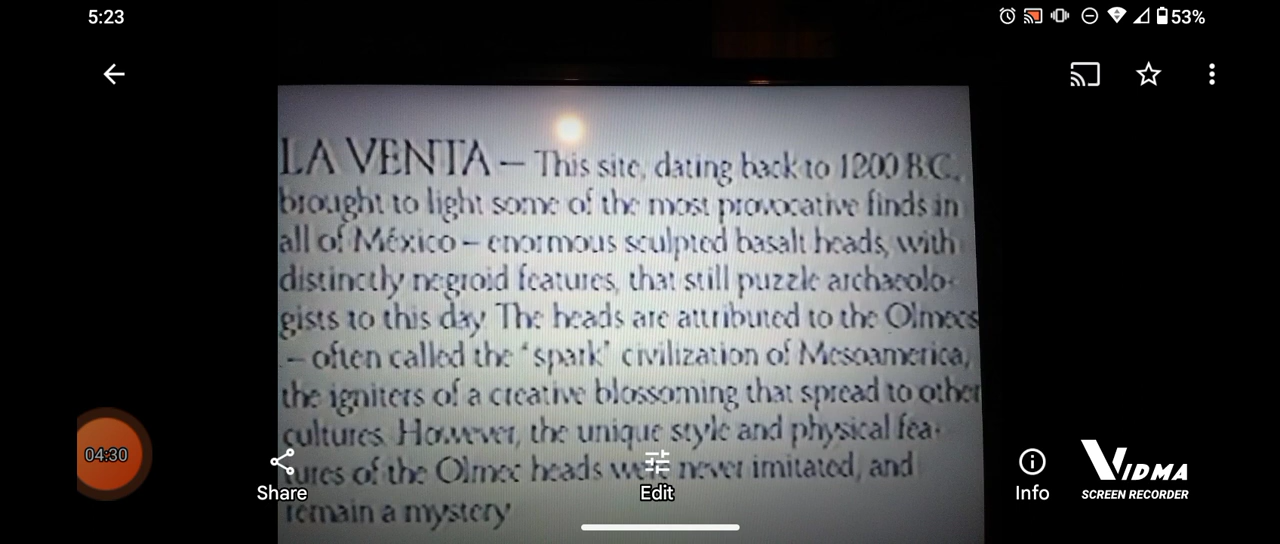 5:23
53%
LA VENTA – This site, dating back to 1200 B.C.,
brought to light some of the most provocative finds in
all of México – enormous sculpted basalt heads, with
distinctly negroid features, that still puzzle archaeolo-
gists to this day. The heads are attributed to the Olmecs
– often called the "spark" civilization of Mesoamerica,
the igniters of a creative blossoming that spread to other
cultures. However, the unique style and physical fea-
tures of the Olmec heads were never imitated, and
remain a mystery
04:30
Share
Edit
Info
VIDMA
SCREEN RECORDER